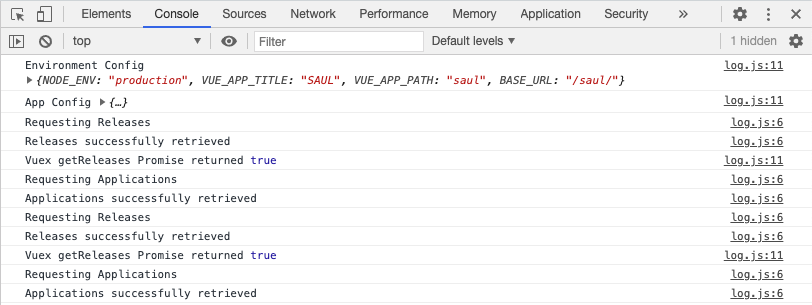 Elements Console Sources Network Performance Memory Application Security »
top Filter Default levels 1 hidden
Environment Config log.js:11
{NODE_ENV: "production", VUE_APP_TITLE: "SAUL", VUE_APP_PATH: "saul", BASE_URL: "/saul/"}
App Config {…} log.js:11
Requesting Releases log.js:6
Releases successfully retrieved log.js:6
Vuex getReleases Promise returned true log.js:11
Requesting Applications log.js:6
Applications successfully retrieved log.js:6
Requesting Releases log.js:6
Releases successfully retrieved log.js:6
Vuex getReleases Promise returned true log.js:11
Requesting Applications log.js:6
Applications successfully retrieved log.js:6